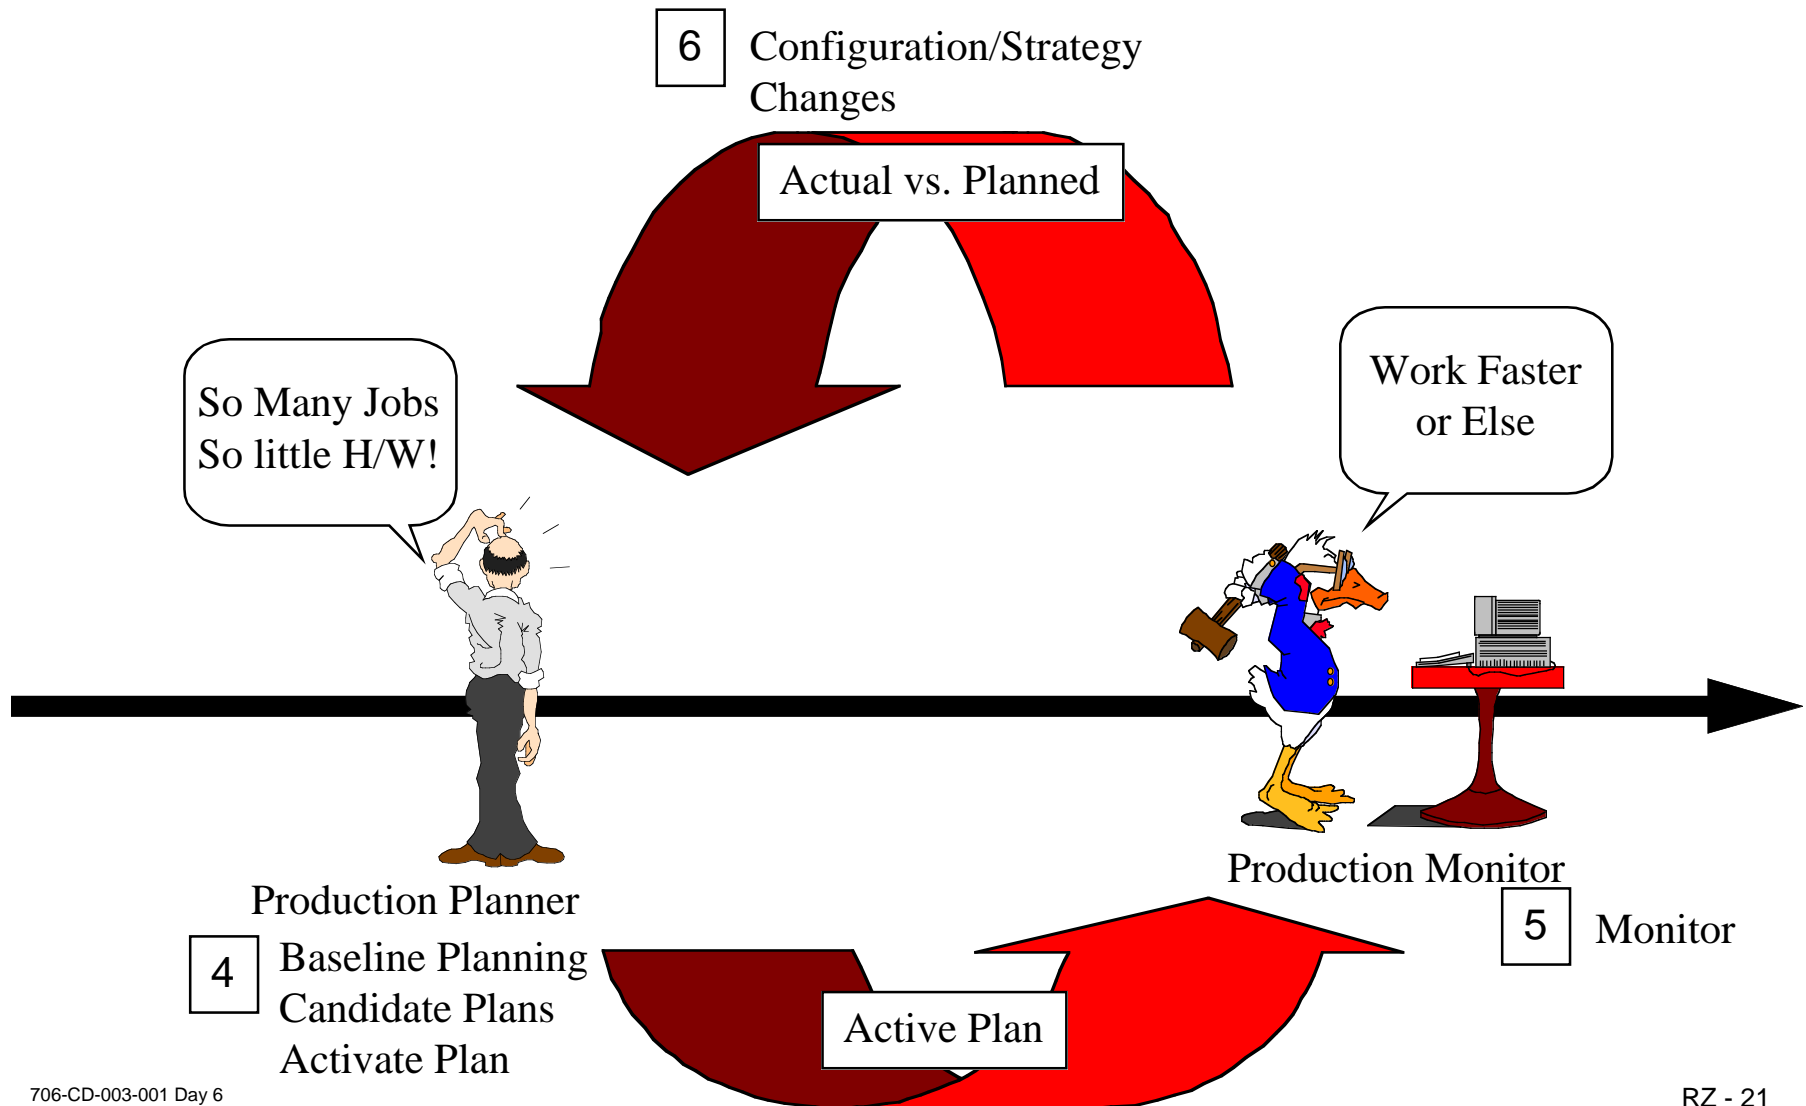 6
Configuration/Strategy
Changes
Actual vs. Planned
So Many Jobs
So little H/W!
Work Faster
or Else
Production Planner
4
Baseline Planning
Candidate Plans
Activate Plan
Active Plan
Production Monitor
5
Monitor
706-CD-003-001 Day 6
RZ - 21